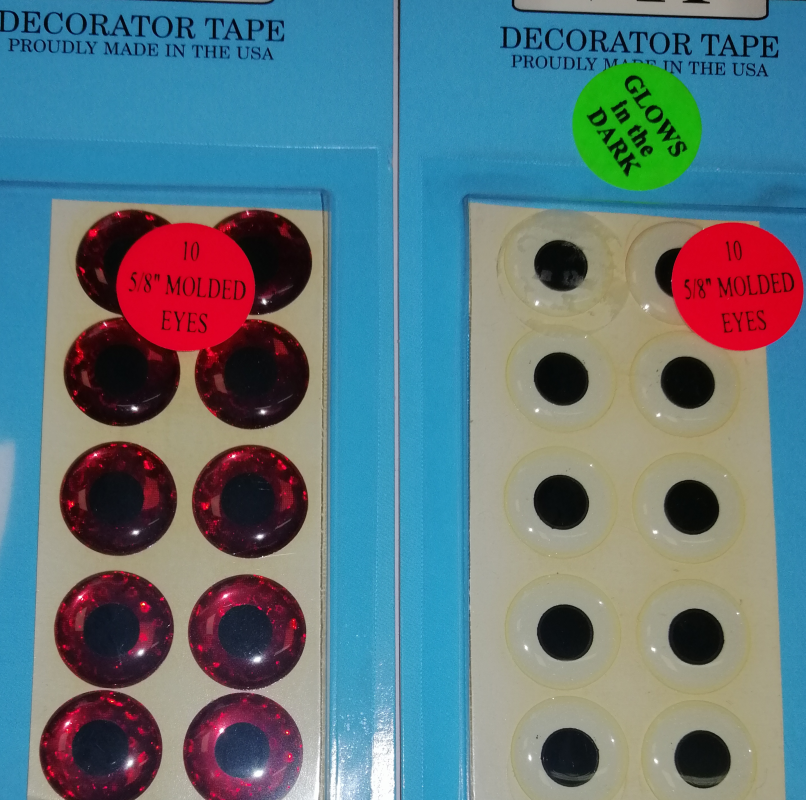 DECORATOR TAPE
PROUDLY MADE IN THE USA
10
5/8" MOLDED
EYES
DECORATOR TAPE
PROUDLY MADE IN THE USA
GLOWS
In the
DARK
10
5/8" MOLDED
EYES